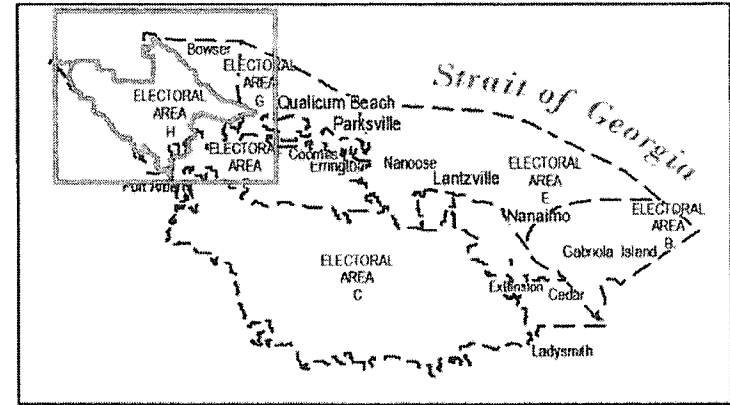 Bowser
ELECTORAL
AREA
G
Strait of Georgia
ELECTORAL
AREA
H
Qualicum Beach
Parksville
ELECTORAL
AREA
Coombs
Errington
Nanoose
Lantzville
ELECTORAL
AREA
E
Nanaimo
ELECTORAL
AREA
B
Gabriola Island
ELECTORAL
AREA
C
Extension
Cedar
Ladysmith